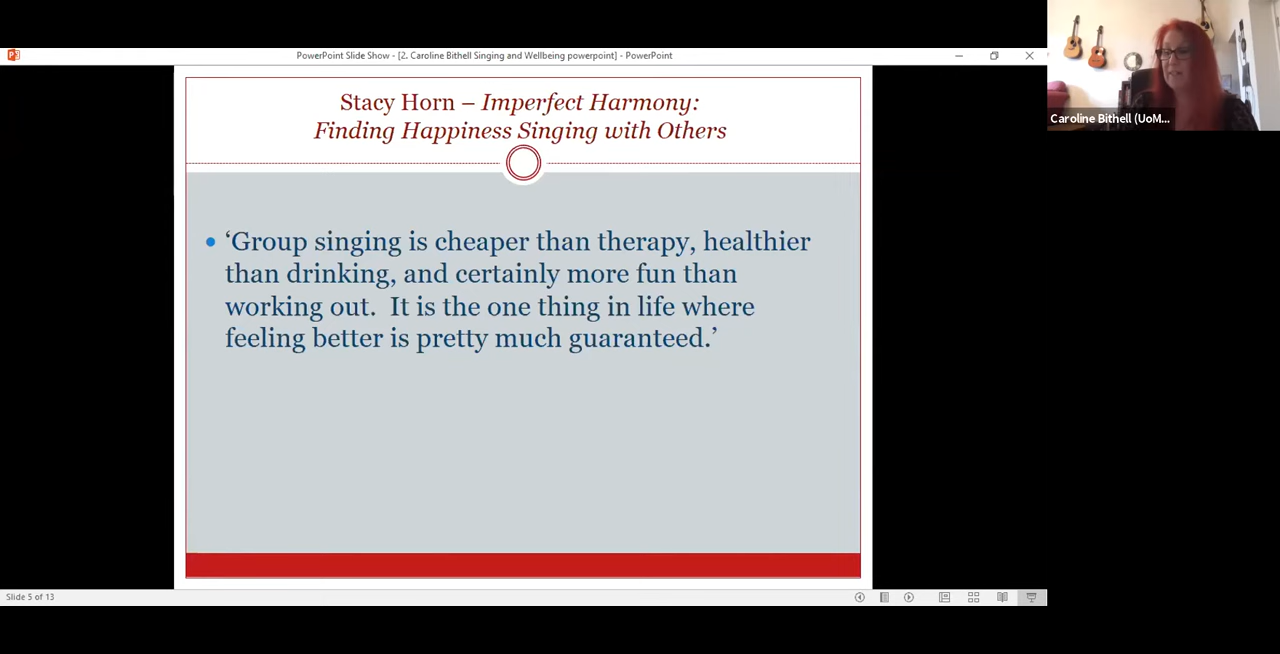 PowerPoint Slide Show - [2. Caroline Bithell Singing and Wellbeing powerpoint] - PowerPoint
Caroline Bithell (UoM...
Stacy Horn – Imperfect Harmony:
Finding Happiness Singing with Others
• ‘Group singing is cheaper than therapy, healthier
than drinking, and certainly more fun than
working out.  It is the one thing in life where
feeling better is pretty much guaranteed.’
Slide 5 of 13